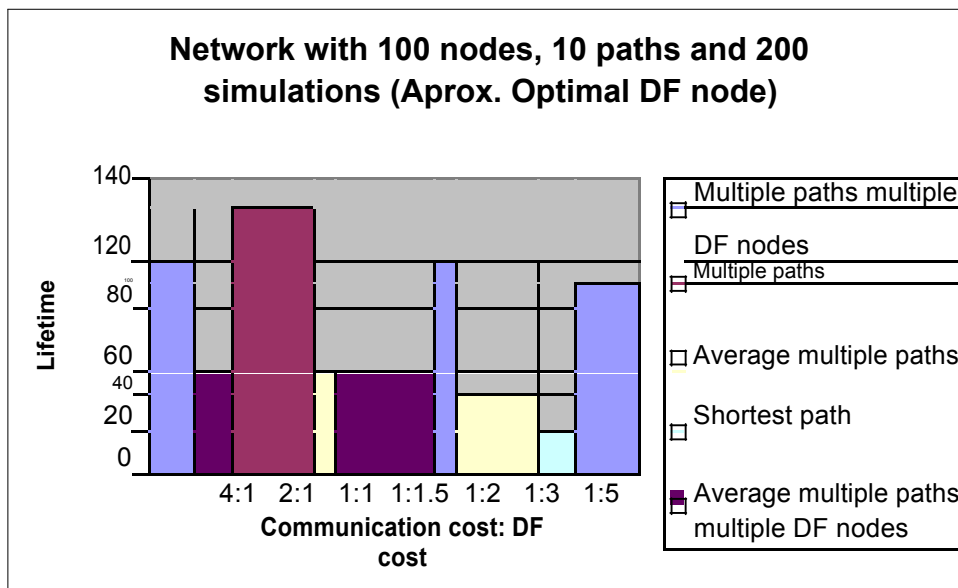 Network with 100 nodes, 10 paths and 200
simulations (Aprox. Optimal DF node)
140
120
100
80
60
40
20
0
Lifetime
4:1 2:1 1:1 1:1.5 1:2 1:3 1:5
Communication cost: DF
cost
Multiple paths multiple
DF nodes
Multiple paths
Average multiple paths
Shortest path
Average multiple paths
multiple DF nodes